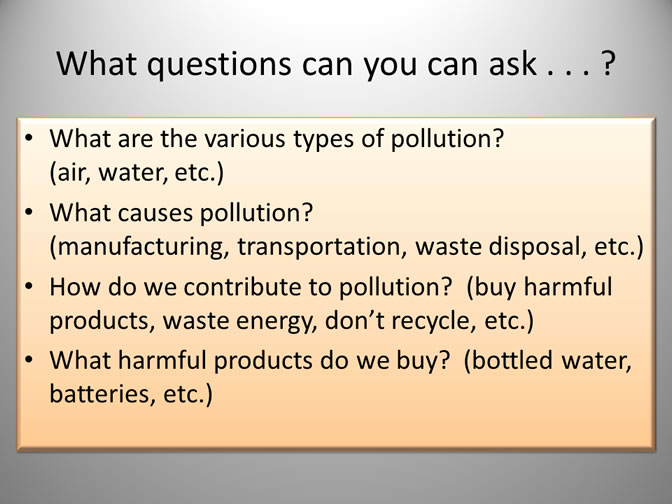 What questions can you can ask . . . ?
• What are the various types of pollution?
(air, water, etc.)
• What causes pollution?
(manufacturing, transportation, waste disposal, etc.)
• How do we contribute to pollution?  (buy harmful
products, waste energy, don’t recycle, etc.)
• What harmful products do we buy?  (bottled water,
batteries, etc.)